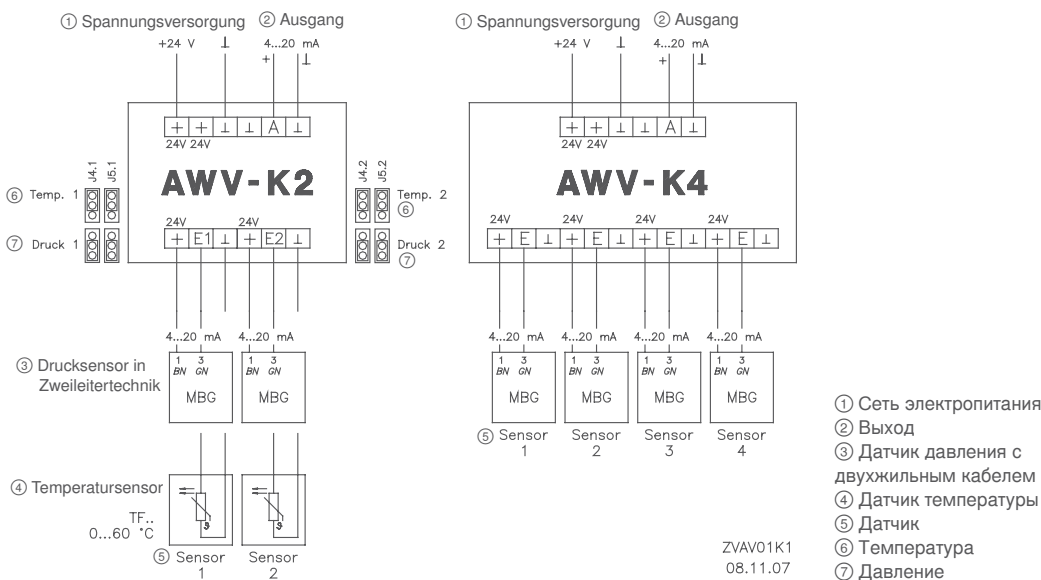 ① Spannungsversorgung ② Ausgang
+24 V ⊥ 4...20 mA
+ ⊥
+ + ⊥ ⊥ A ⊥
24V 24V
AWV-K2
J4.1 J5.1
J4.2 J5.2
⑥ Temp. 1
Temp. 2
⑥
⑦ Druck 1
Druck 2
⑦
24V 24V
+ E1 ⊥ + E2 ⊥
4...20 mA 4...20 mA
③ Drucksensor in
Zweileitertechnik
1 3 1 3
BN GN BN GN
MBG MBG
④ Temperatursensor
TF..
0...60 °C
ϑ ϑ
⑤ Sensor Sensor
1 2
① Spannungsversorgung ② Ausgang
+24 V ⊥ 4...20 mA
+ ⊥
+ + ⊥ ⊥ A ⊥
24V 24V
AWV-K4
24V 24V 24V 24V
+ E ⊥ + E ⊥ + E ⊥ + E ⊥
4...20 mA 4...20 mA 4...20 mA 4...20 mA
1 3 1 3 1 3 1 3
BN GN BN GN BN GN BN GN
MBG MBG MBG MBG
⑤ Sensor Sensor Sensor Sensor
1 2 3 4
ZVAV01K1
08.11.07
① Сеть электропитания
② Выход
③ Датчик давления с
двухжильным кабелем
④ Датчик температуры
⑤ Датчик
⑥ Температура
⑦ Давление